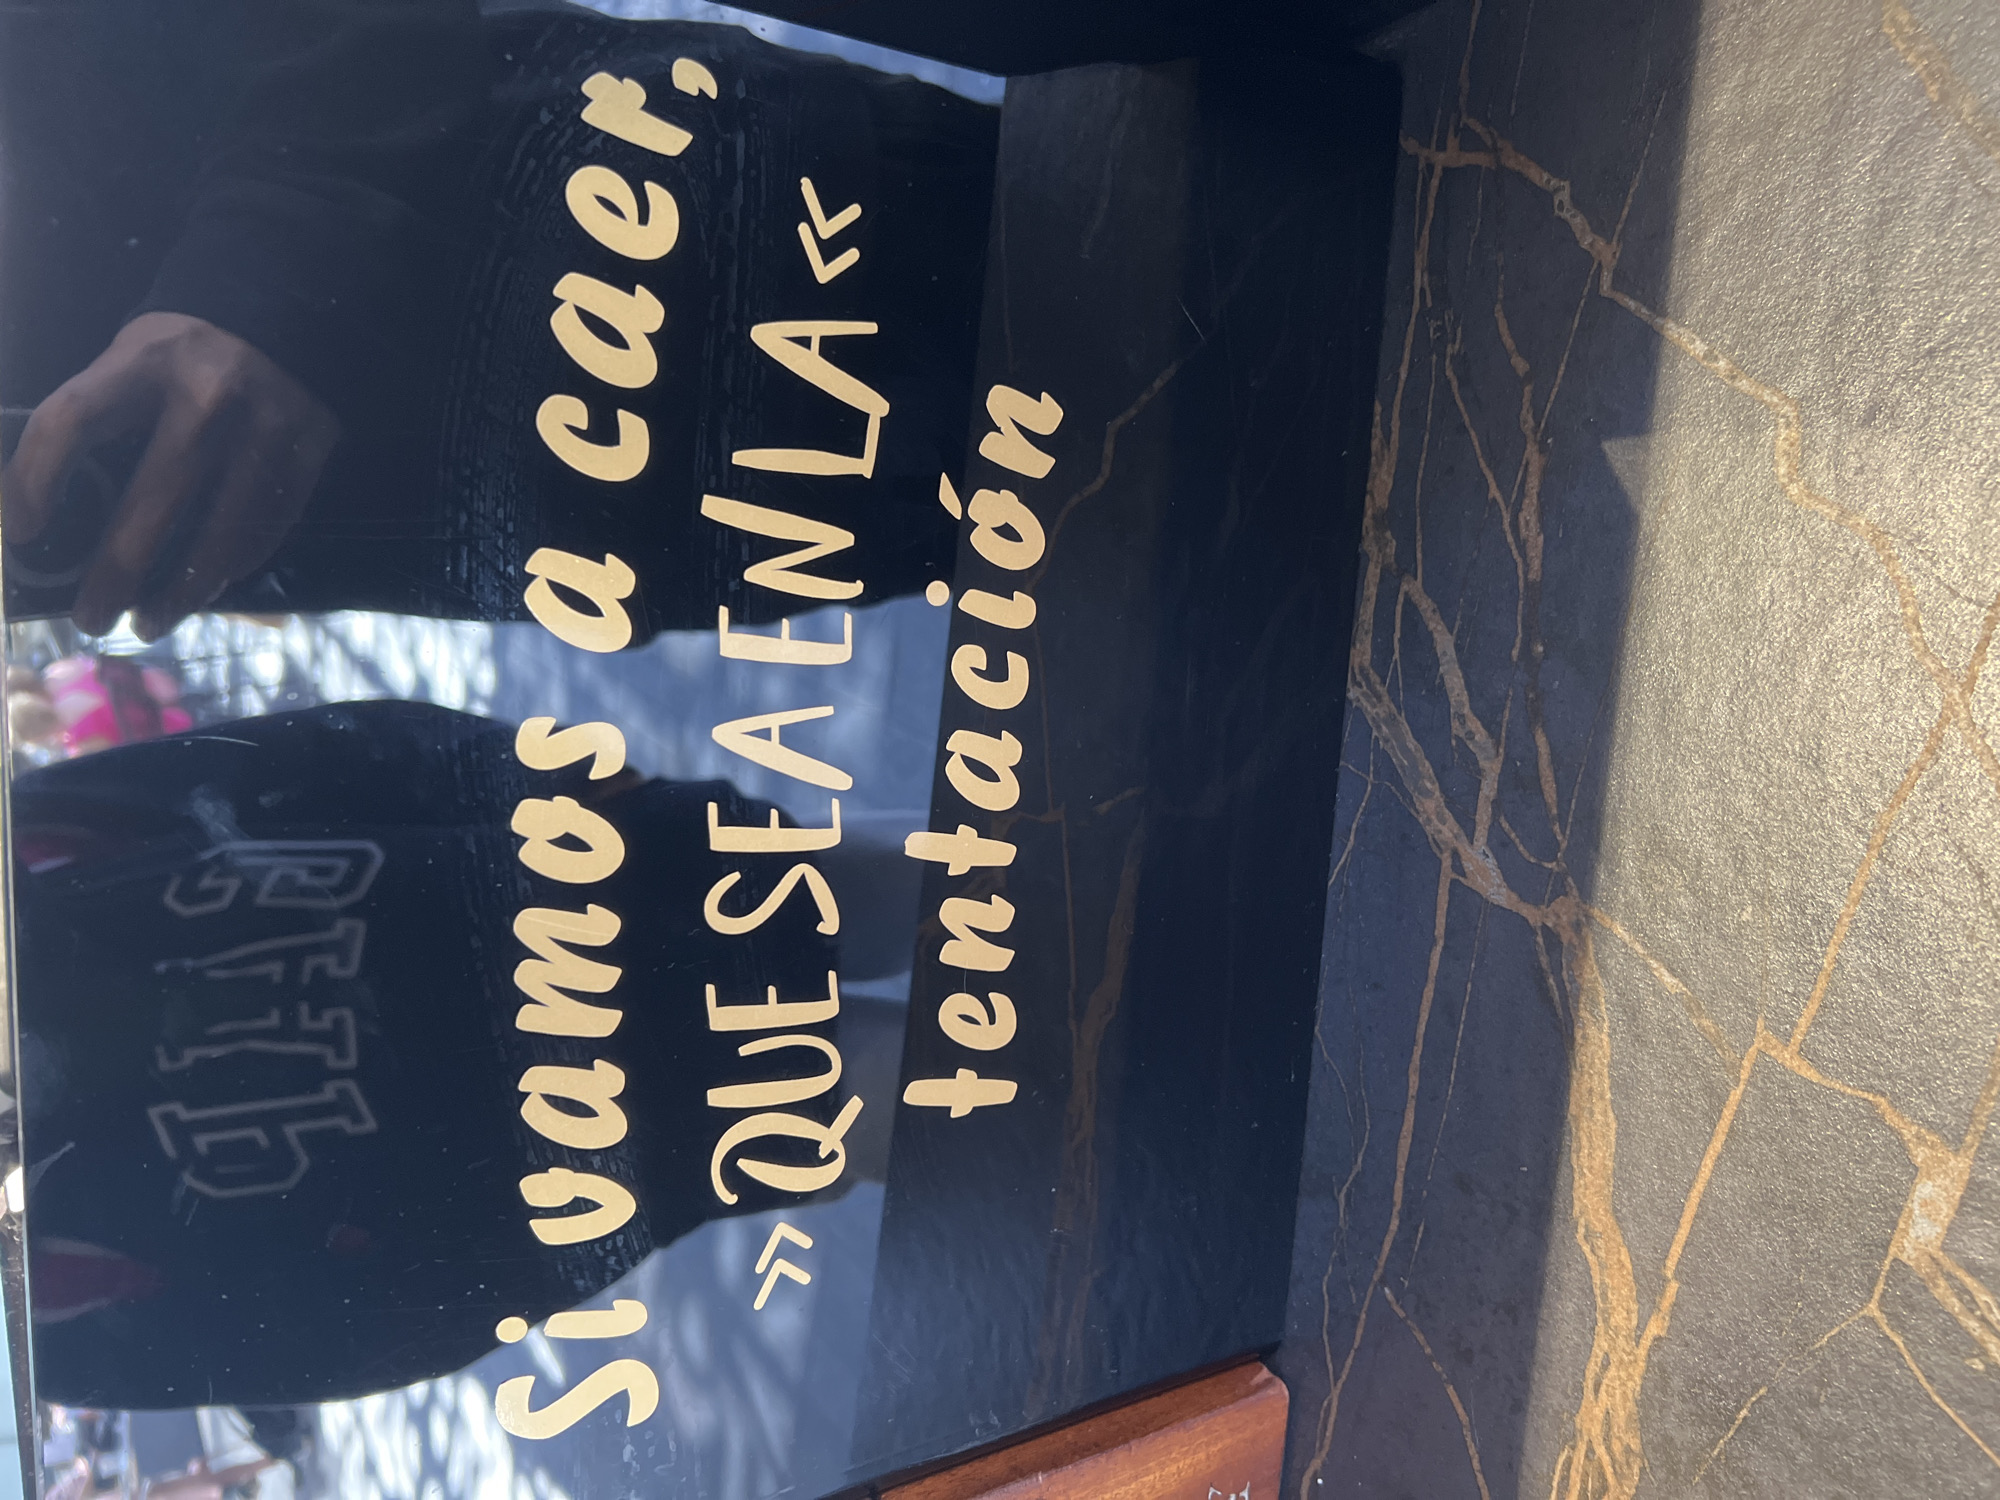 Si vamos a caer,
»QUE SEA EN LA«
tentación